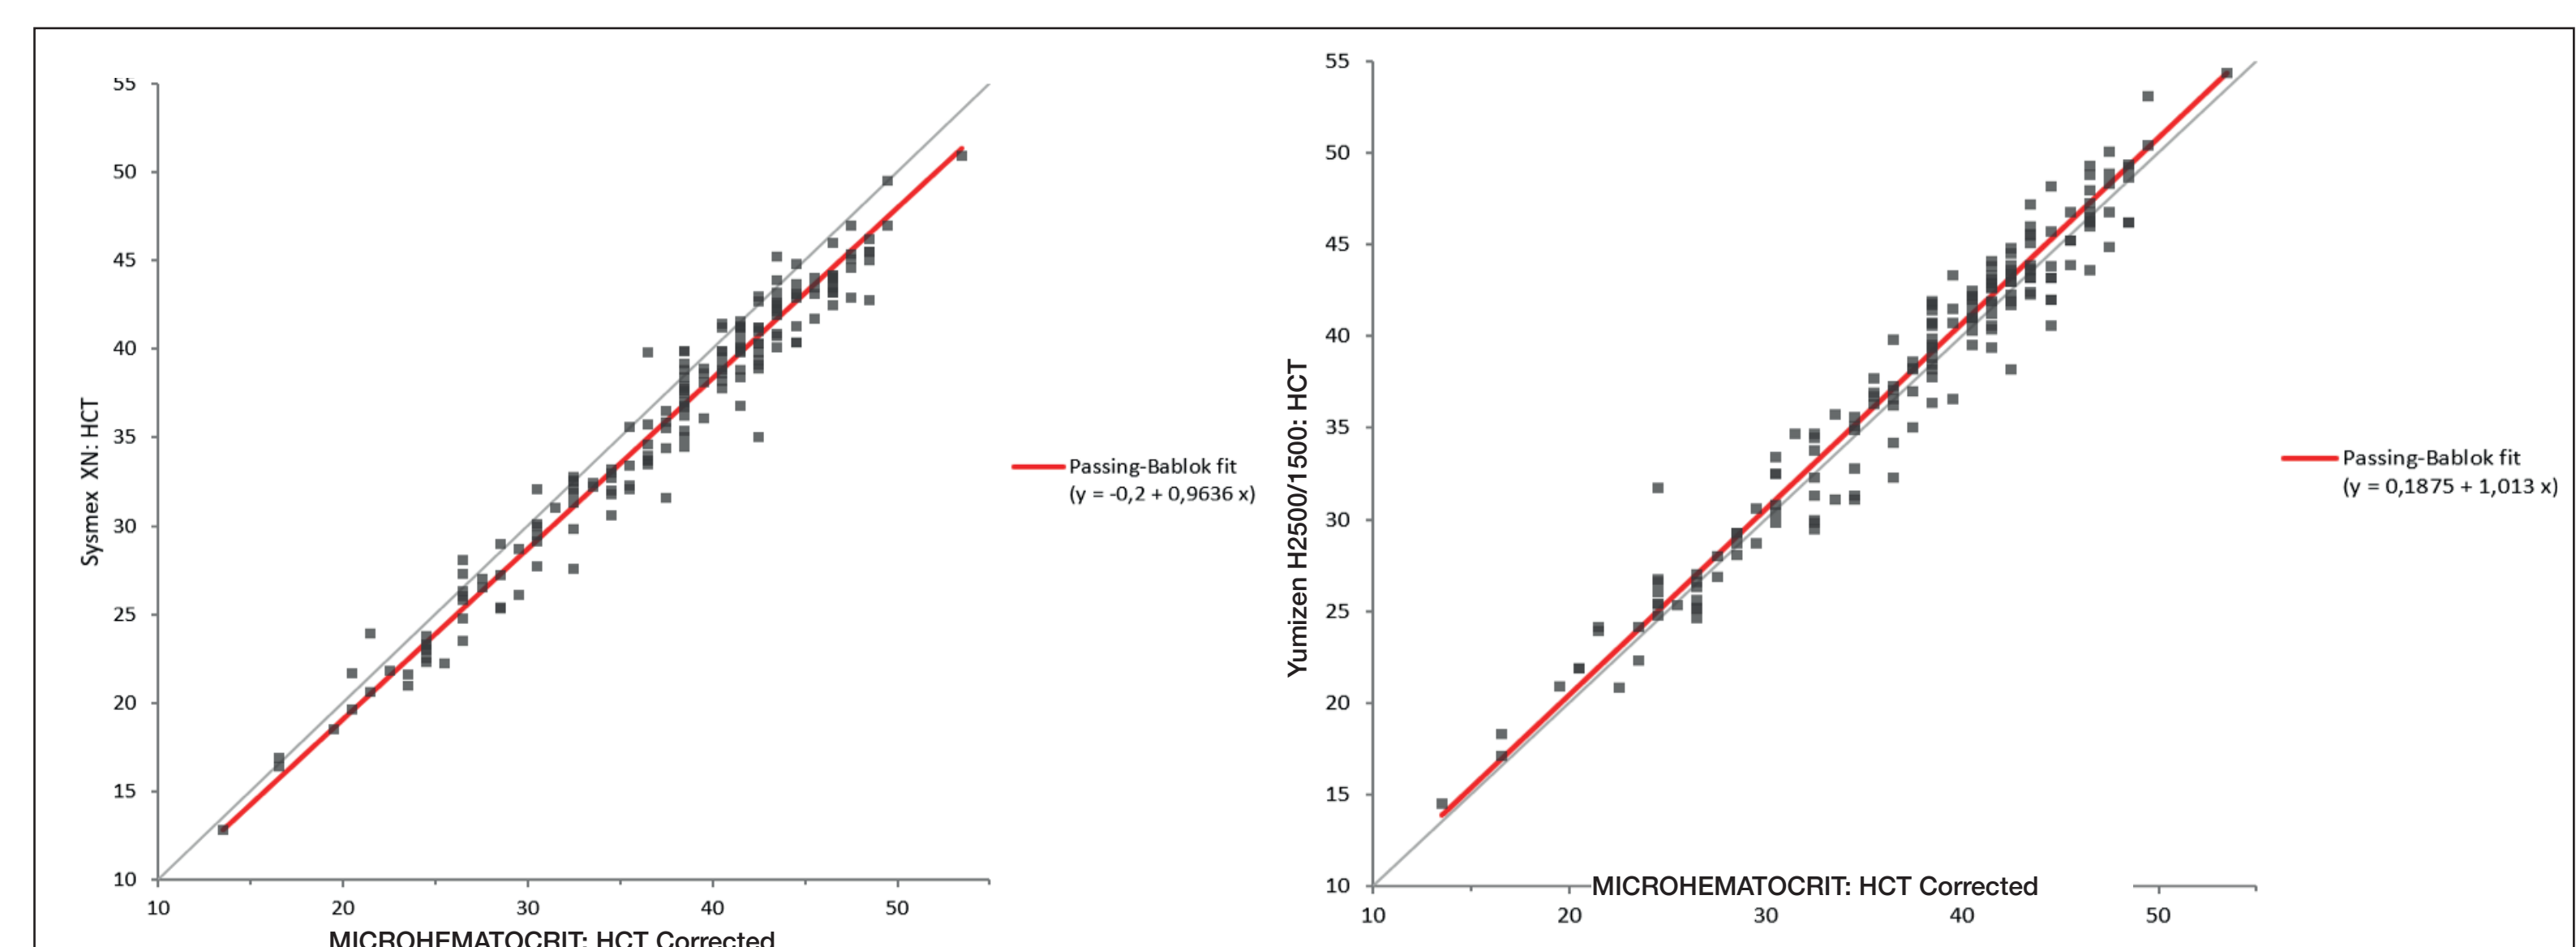 55
50
45
40
35
30
25
20
15
10
Sysmex XN: HCT
10 20 30 40 50
MICROHEMATOCRIT: HCT Corrected
Passing-Bablok fit
(y = -0,2 + 0,9636 x)
55
50
45
40
35
30
25
20
15
10
Yumizen H2500/1500: HCT
MICROHEMATOCRIT: HCT Corrected
10 20 30 40 50
Passing-Bablok fit
(y = 0,1875 + 1,013 x)